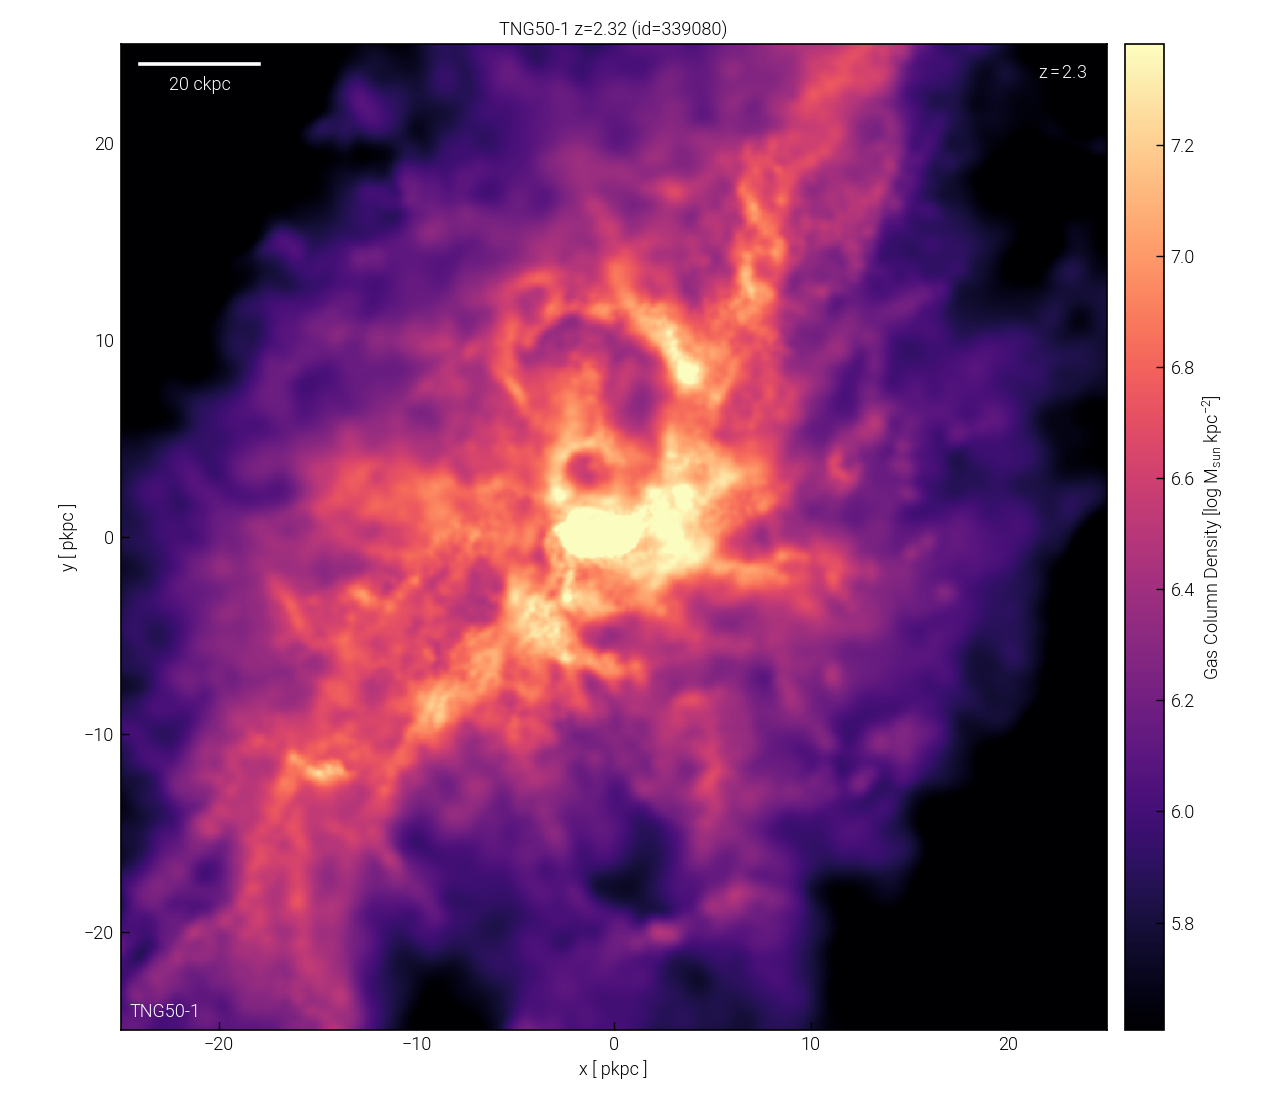 TNG50-1 z=2.32 (id=339080)
20 ckpc
z=2.3
20
10
0
−10
−20
y [ pkpc ]
TNG50-1
−20
−10
0
10
20
x [ pkpc ]
7.2
7.0
6.8
6.6
6.4
6.2
6.0
5.8
Gas Column Density [log M_sun kpc^−2]